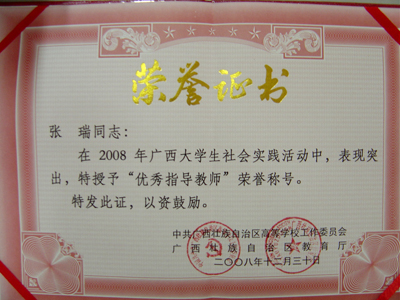 荣誉证书
张 瑞同志：
在 2008 年广西大学生社会实践活动中，表现突
出，特授予“优秀指导教师”荣誉称号。
特发此证，以资鼓励。
中共广西壮族自治区高等学校工作委员会
广西壮族自治区教育厅
二〇〇八年十二月三十日